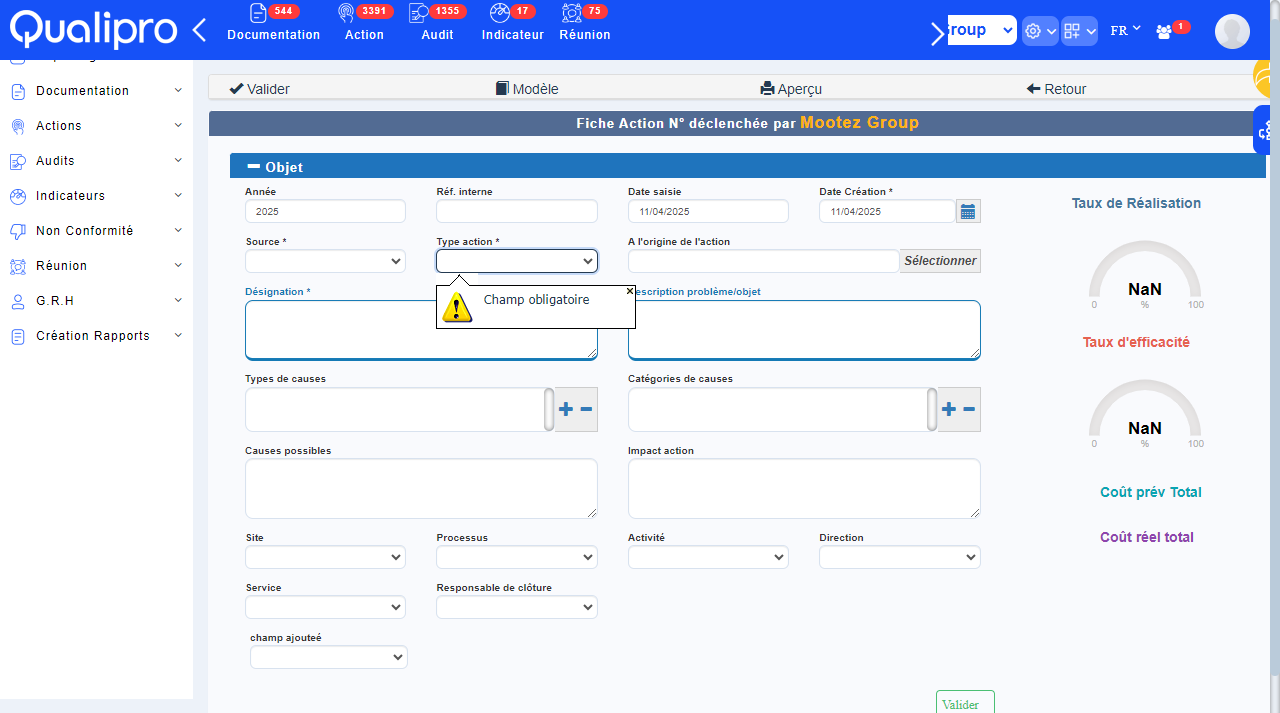 Qualipro
544
Documentation
3391
Action
1355
Audit
17
Indicateur
75
Réunion
roup
FR
1
Documentation
Actions
Audits
Indicateurs
Non Conformité
Réunion
G.R.H
Création Rapports
Valider
Modèle
Aperçu
Retour
Fiche Action N° déclenchée par Mootez Group
Objet
Année
Réf. interne
Date saisie
Date Création *
2025
11/04/2025
11/04/2025
Source *
Type action *
A l'origine de l'action
Sélectionner
Champ obligatoire
Désignation *
escription problème/objet
Types de causes
Catégories de causes
Causes possibles
Impact action
Site
Processus
Activité
Direction
Service
Responsable de clôture
champ ajouteé
Valider
Taux de Réalisation
NaN
0 % 100
Taux d'efficacité
NaN
0 % 100
Coût prév Total
Coût réel total